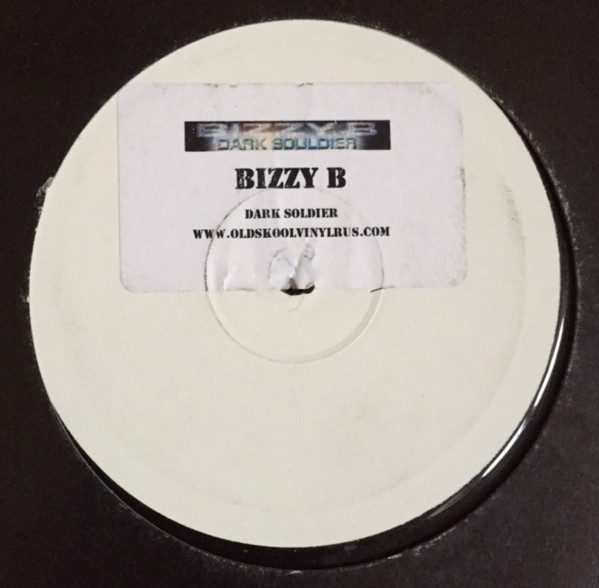 BIZZY B
DARK SOULDIER
BIZZY B
DARK SOLDIER
WWW.OLDSKOOLVINYLRUS.COM